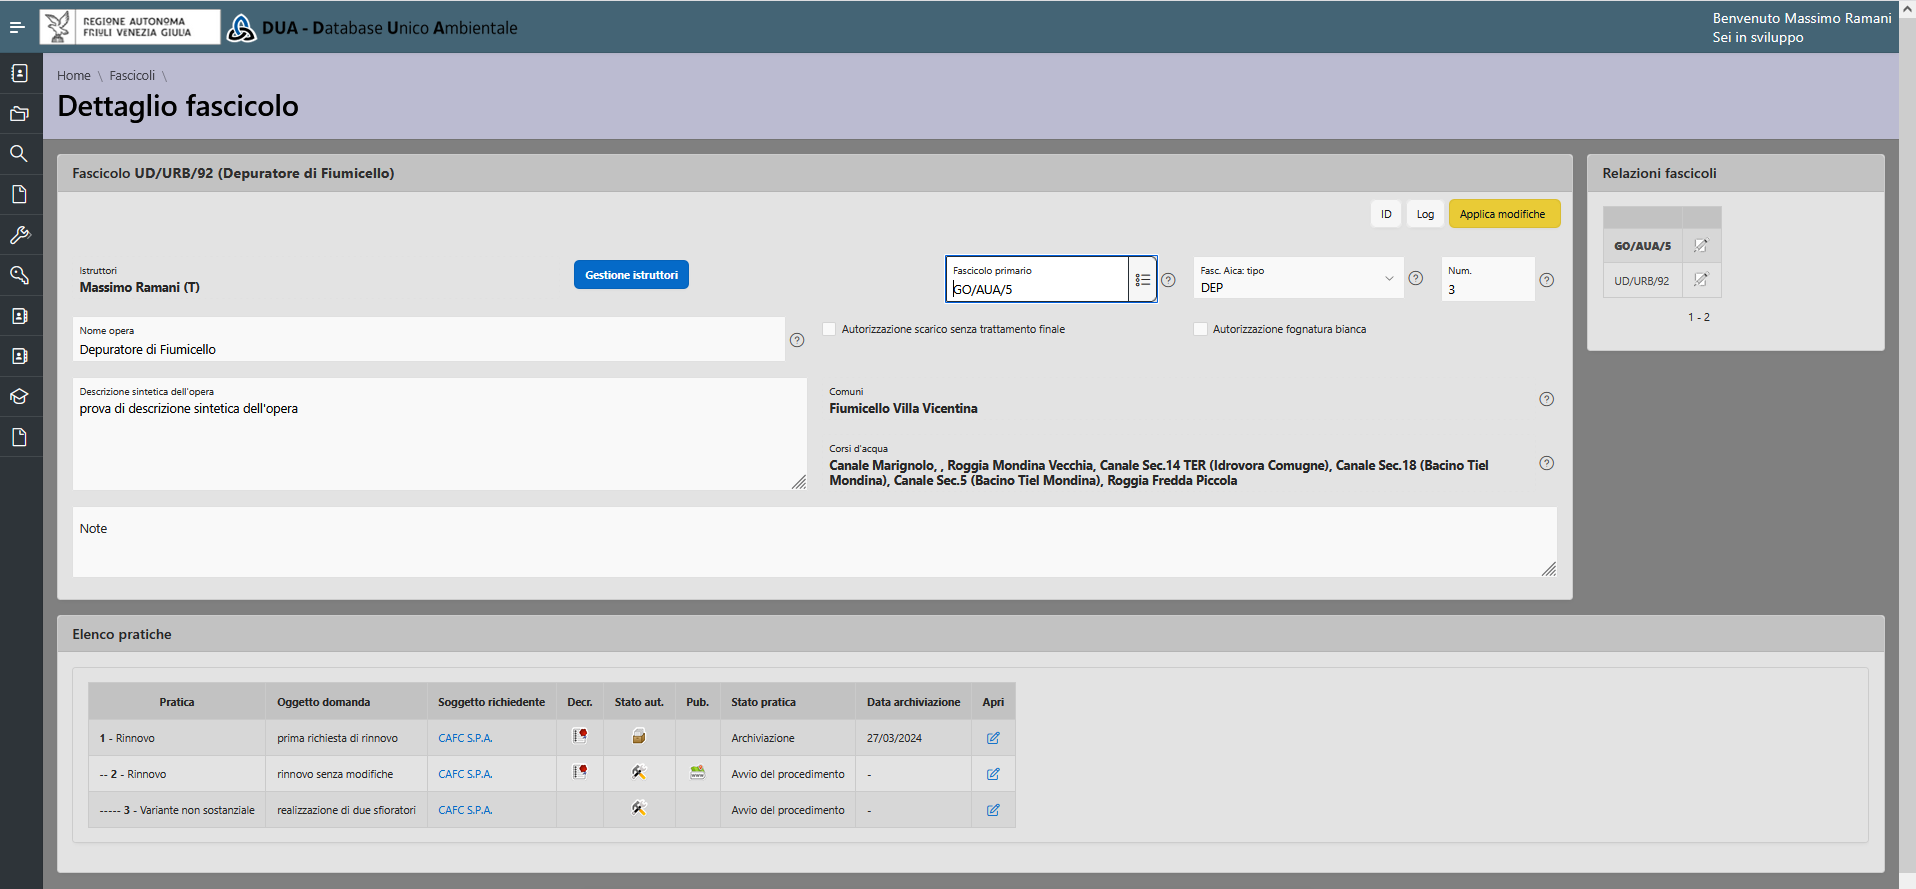 REGIONE AUTONOMA
FRIULI VENEZIA GIULIA
DUA - Database Unico Ambientale
Benvenuto Massimo Ramani
Sei in sviluppo
Home \ Fascicoli \
Dettaglio fascicolo
Fascicolo UD/URB/92 (Depuratore di Fiumicello)
ID Log Applica modifiche
Istruttori
Massimo Ramani (T)
Gestione istruttori
Fascicolo primario
GO/AUA/5
Fasc. Aica: tipo
DEP
Num.
3
Nome opera
Depuratore di Fiumicello
Autorizzazione scarico senza trattamento finale
Autorizzazione fognatura bianca
Descrizione sintetica dell'opera
prova di descrizione sintetica dell'opera
Comuni
Fiumicello Villa Vicentina
Corsi d'acqua
Canale Marignolo, , Roggia Mondina Vecchia, Canale Sec.14 TER (Idrovora Comugne), Canale Sec.18 (Bacino Tiel
Mondina), Canale Sec.5 (Bacino Tiel Mondina), Roggia Fredda Piccola
Note
Relazioni fascicoli
GO/AUA/5
UD/URB/92
1 - 2
Elenco pratiche
Pratica Oggetto domanda Soggetto richiedente Decr. Stato aut. Pub. Stato pratica Data archiviazione Apri
1 - Rinnovo prima richiesta di rinnovo CAFC S.P.A. Archiviazione 27/03/2024
-- 2 - Rinnovo rinnovo senza modifiche CAFC S.P.A. Avvio del procedimento -
----- 3 - Variante non sostanziale realizzazione di due sfioratori CAFC S.P.A. Avvio del procedimento -